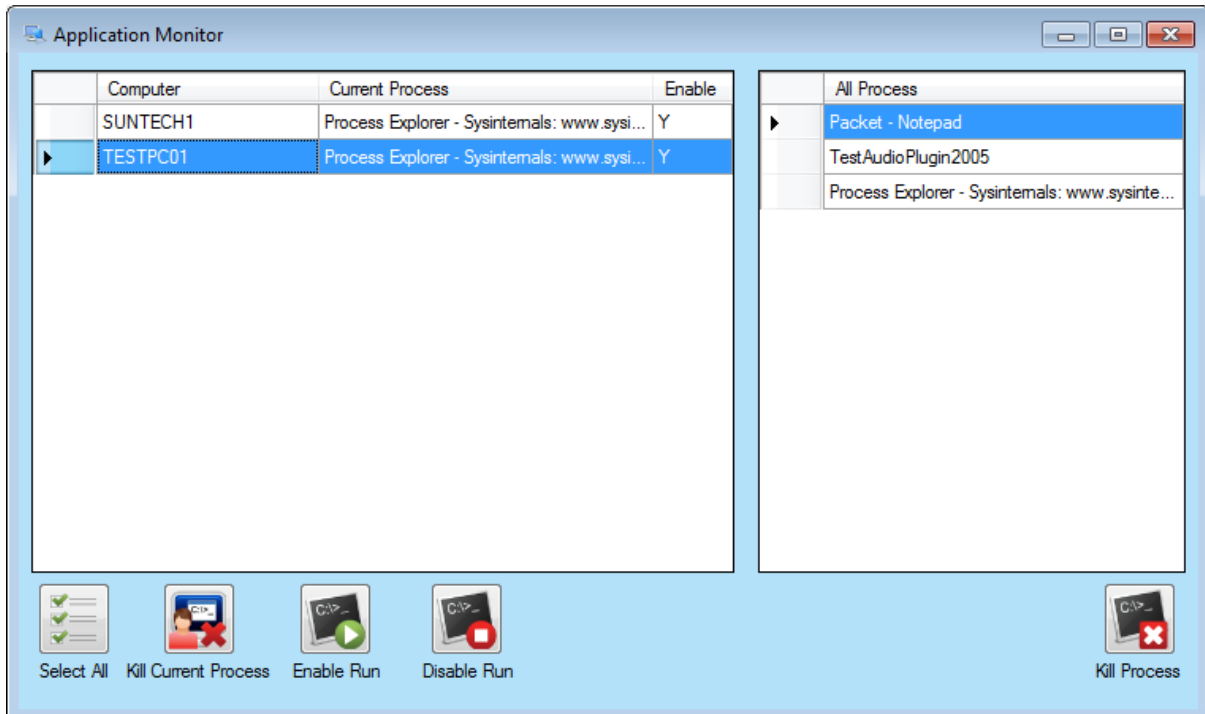 Application Monitor
Computer Current Process Enable
SUNTECH1 Process Explorer - Sysinternals: www.sysi... Y
TESTPC01 Process Explorer - Sysinternals: www.sysi... Y
All Process
Packet - Notepad
TestAudioPlugin2005
Process Explorer - Sysinternals: www.sysinte...
C:\>_
C:\>_
C:\>_
C:\>_
Select All Kill Current Process Enable Run Disable Run Kill Process